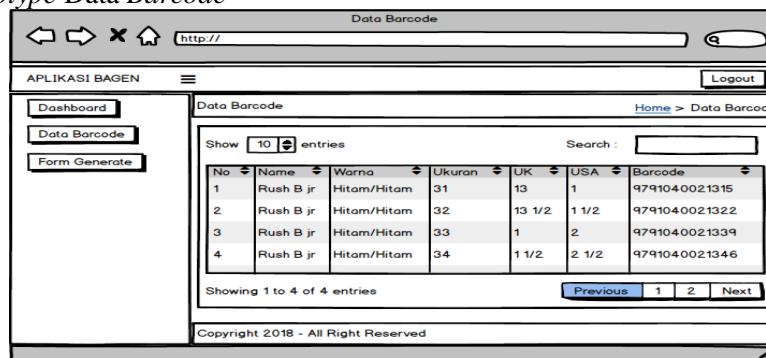 Data Barcode
Data Barcode
http://
APLIKASI BAGEN Logout
Dashboard
Data Barcode
Form Generate
Data Barcode Home > Data Barcod
Show 10 entries Search :
No Name Warna Ukuran UK USA Barcode
1 Rush B jr Hitam/Hitam 31 13 1 9791040021315
2 Rush B jr Hitam/Hitam 32 13 1/2 1 1/2 9791040021322
3 Rush B jr Hitam/Hitam 33 1 2 9791040021339
4 Rush B jr Hitam/Hitam 34 1 1/2 2 1/2 9791040021346
Showing 1 to 4 of 4 entries Previous 1 2 Next
Copyright 2018 - All Right Reserved